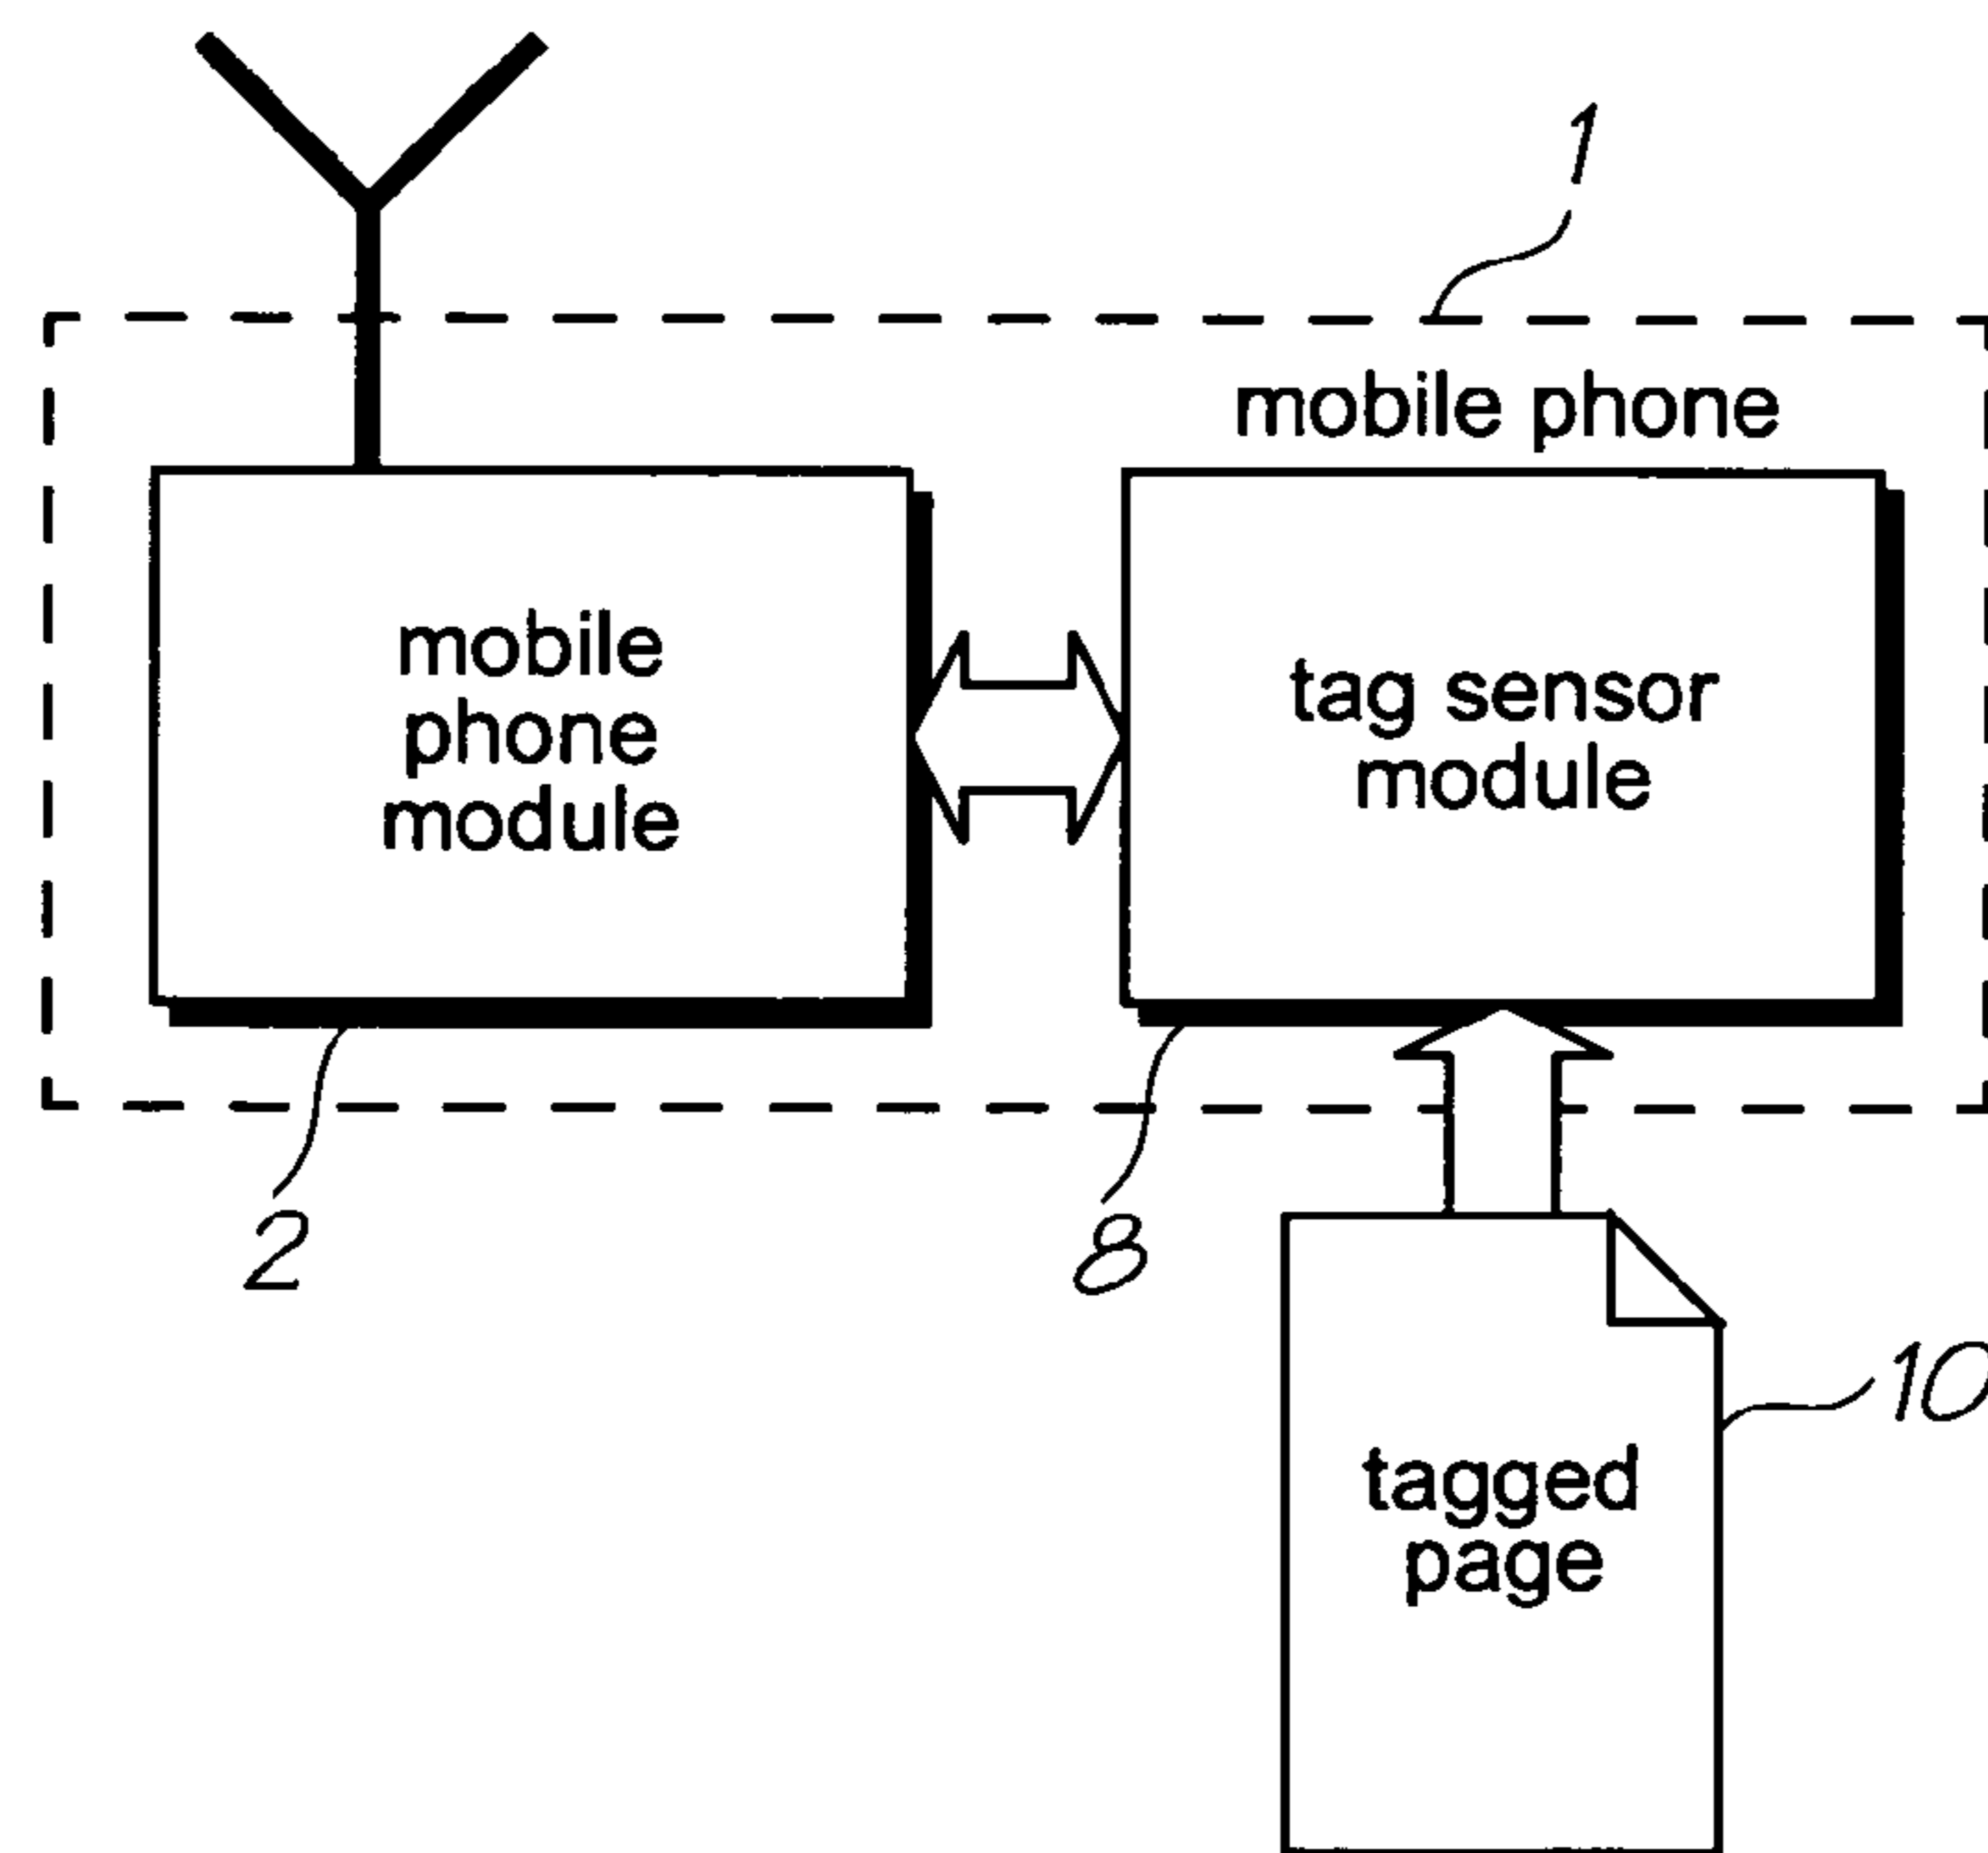 1
mobile phone
mobile
phone
module
tag sensor
module
2
8
10
tagged
page